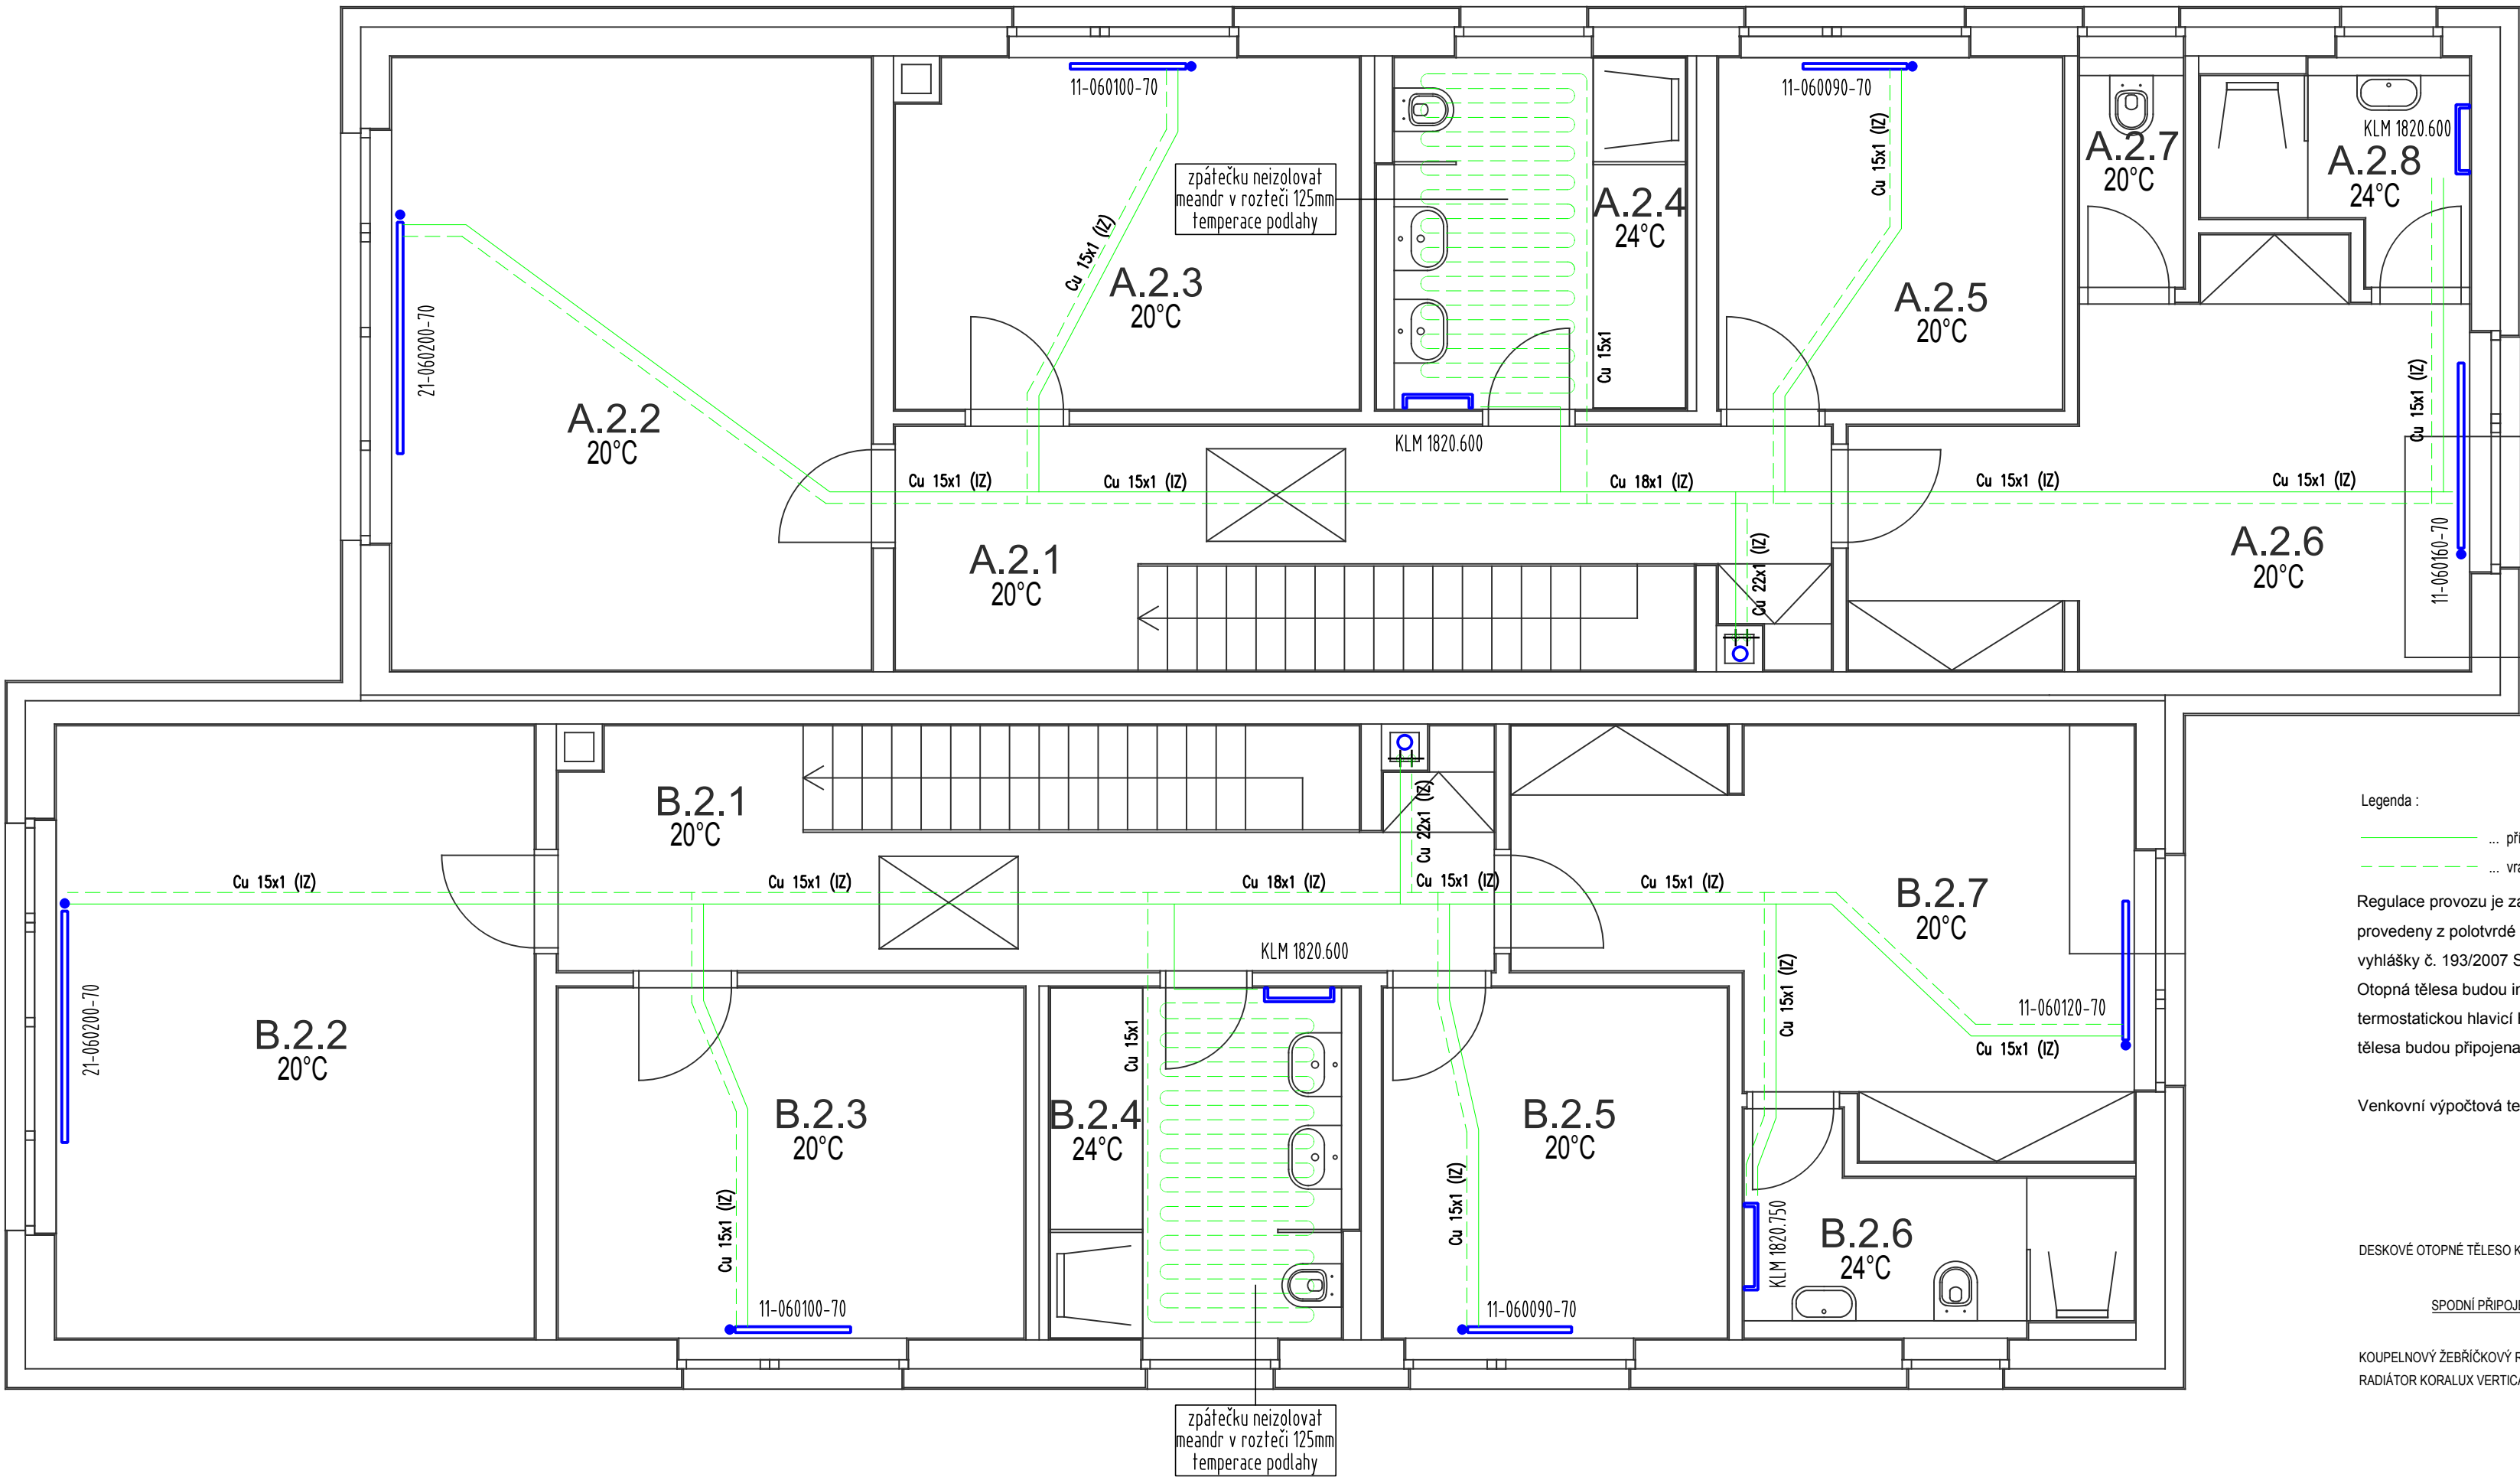 11-060100-70
11-060090-70
KLM 1820.600
A.2.7
20°C
A.2.8
24°C
zpátečku neizolovat
meandr v rozteči 125mm
temperace podlahy
Cu 15x1 (IZ)
A.2.4
24°C
Cu 15x1 (IZ)
A.2.3
20°C
A.2.5
20°C
21-060200-70
Cu 15x1
Cu 15x1 (IZ)
A.2.2
20°C
KLM 1820.600
Cu 15x1 (IZ)
Cu 15x1 (IZ)
Cu 18x1 (IZ)
Cu 15x1 (IZ)
Cu 15x1 (IZ)
A.2.1
20°C
Cu 22x1 (IZ)
A.2.6
20°C
11-060160-70
B.2.1
20°C
Cu 22x1 (IZ)
Cu 15x1 (IZ)
Cu 15x1 (IZ)
Cu 18x1 (IZ)
Cu 15x1 (IZ)
Cu 15x1 (IZ)
B.2.7
20°C
KLM 1820.600
21-060200-70
B.2.2
20°C
Cu 15x1
Cu 15x1 (IZ)
11-060120-70
Cu 15x1 (IZ)
B.2.3
20°C
B.2.4
24°C
B.2.5
20°C
Cu 15x1 (IZ)
Cu 15x1 (IZ)
KLM 1820.750
B.2.6
24°C
11-060100-70
11-060090-70
zpátečku neizolovat
meandr v rozteči 125mm
temperace podlahy
Legenda :
...
...
Regulace provozu je
provedeny z polotvrdé
vyhlášky č. 193/2007
Otopná tělesa budou
termostatickou hlavicí
tělesa budou připojena
Venkovní výpočtová
DESKOVÉ OTOPNÉ TĚLESO
SPODNÍ
KOUPELNOVÝ ŽEBŘÍČKOVÝ
RADIÁTOR KORALUX